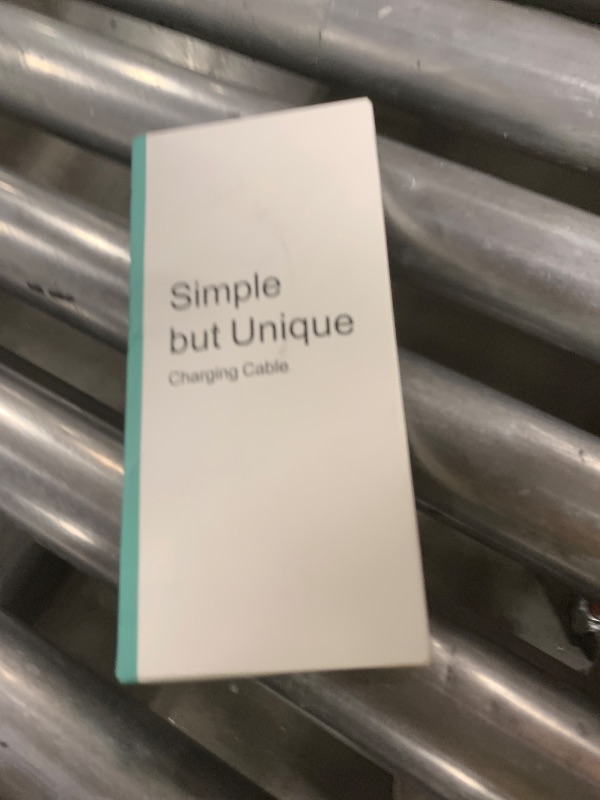 Simple
but Unique
Charging Cable